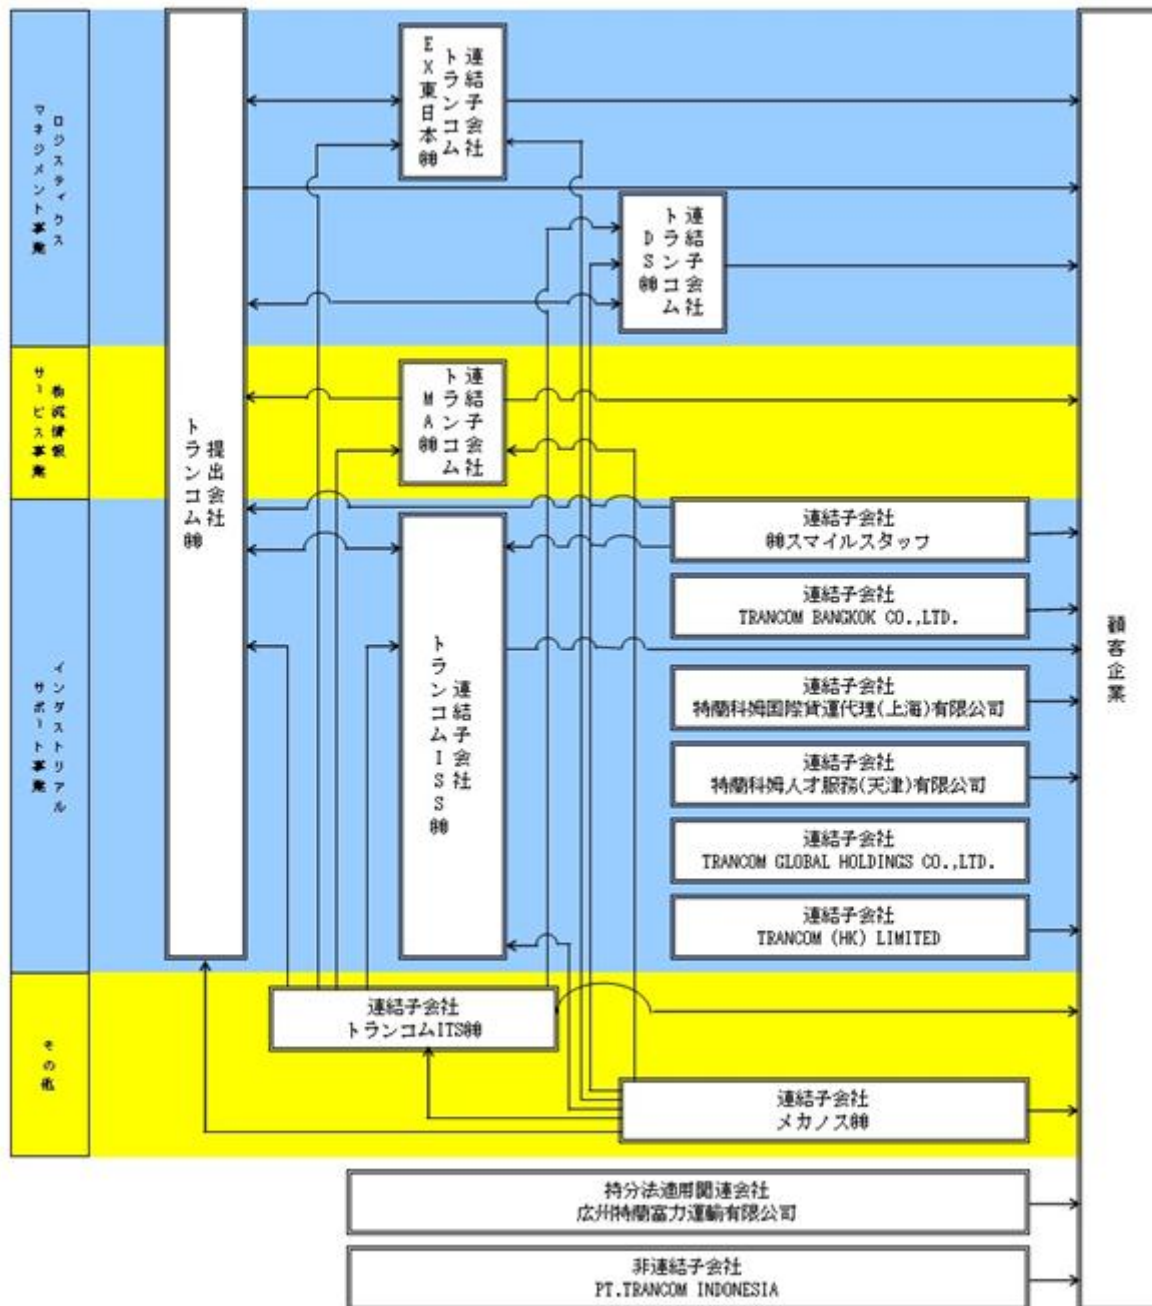 ロジスティクス
マネジメント事業
提出会社
トランコム㈱
連結子会社
トランコム
EX東日本㈱
連結子会社
トランコム
DS㈱
顧客企業
物流情報
サービス事業
連結子会社
トランコム
MA㈱
インダストリアル
サポート事業
連結子会社
トランコムISS㈱
連結子会社
㈱スマイルスタッフ
連結子会社
TRANCOM BANGKOK CO.,LTD.
連結子会社
特蘭科姆国際貨運代理(上海)有限公司
連結子会社
特蘭科姆人才服務(天津)有限公司
連結子会社
TRANCOM GLOBAL HOLDINGS CO.,LTD.
連結子会社
TRANCOM (HK) LIMITED
その他
連結子会社
トランコムITS㈱
連結子会社
メカノス㈱
持分法適用関連会社
広州特蘭富力運輸有限公司
非連結子会社
PT.TRANCOM INDONESIA